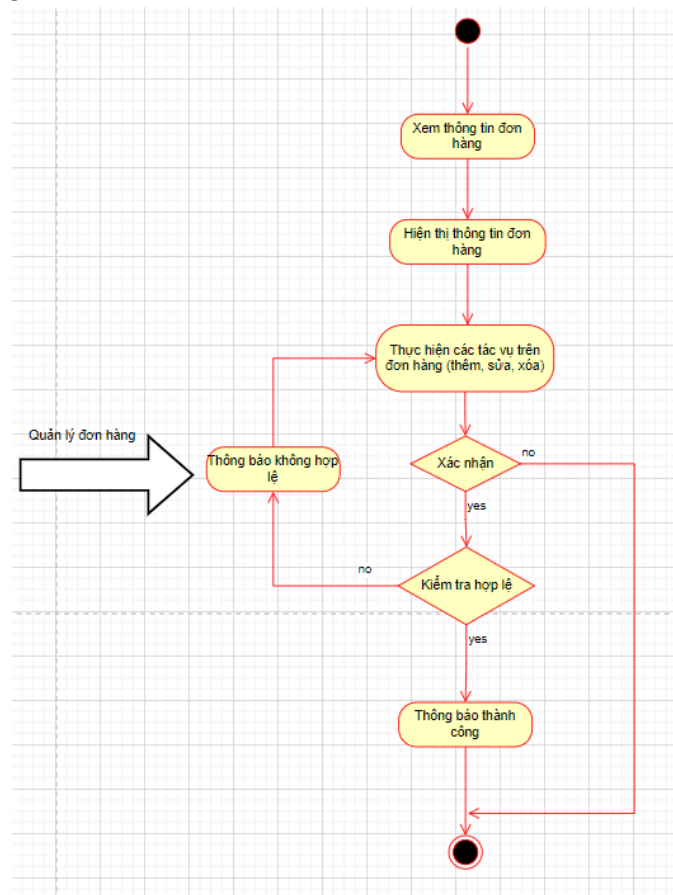 Xem thông tin đơn
hàng
Hiện thị thông tin đơn
hàng
Thực hiện các tác vụ trên
đơn hàng (thêm, sửa, xóa)
Quản lý đơn hàng
Thông báo không hợp
lệ
Xác nhận
no
yes
no
Kiểm tra hợp lệ
yes
Thông báo thành
công